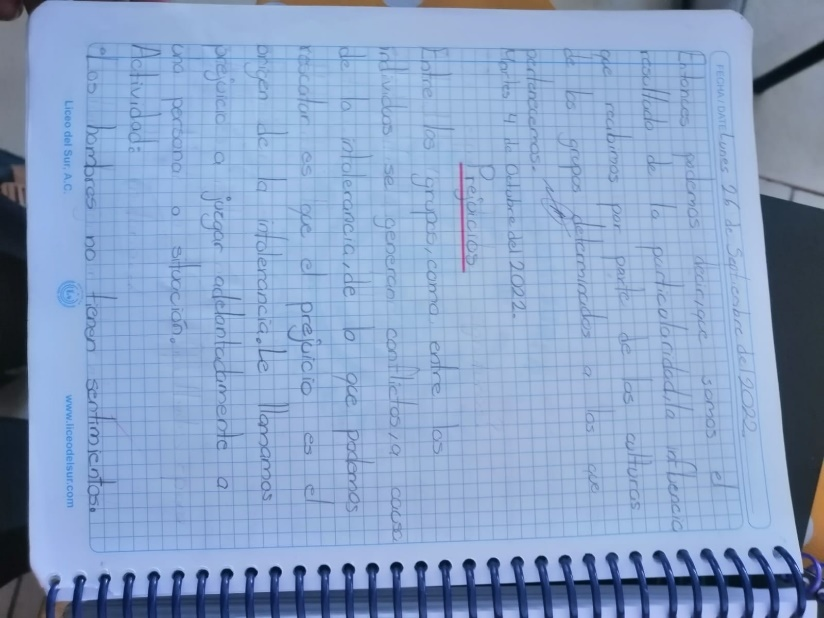 FECHA/DATE Lunes 26 de Septiembre del 2022
Entonces podemos decir que somos el
resultado de la particularidad, la influencia
que recibimos por parte de las culturas
de los grupos determinados a los que
pertenecemos.
Martes 4 de Octubre del 2022.
Prejuicios
Entre los grupos, coma entre los
individuos se generan conflictos, a causa
de la intolerancia, de lo que podemos
rescatar es que el prejuicio es el
origen de la intolerancia. Le llamamos
prejuicio a juegar adelantadamente a
una persona o situación.
Actividad:
Los hombres no tienen sentimientos.
Liceo del Sur, A.C.
www.liceodelsur.com